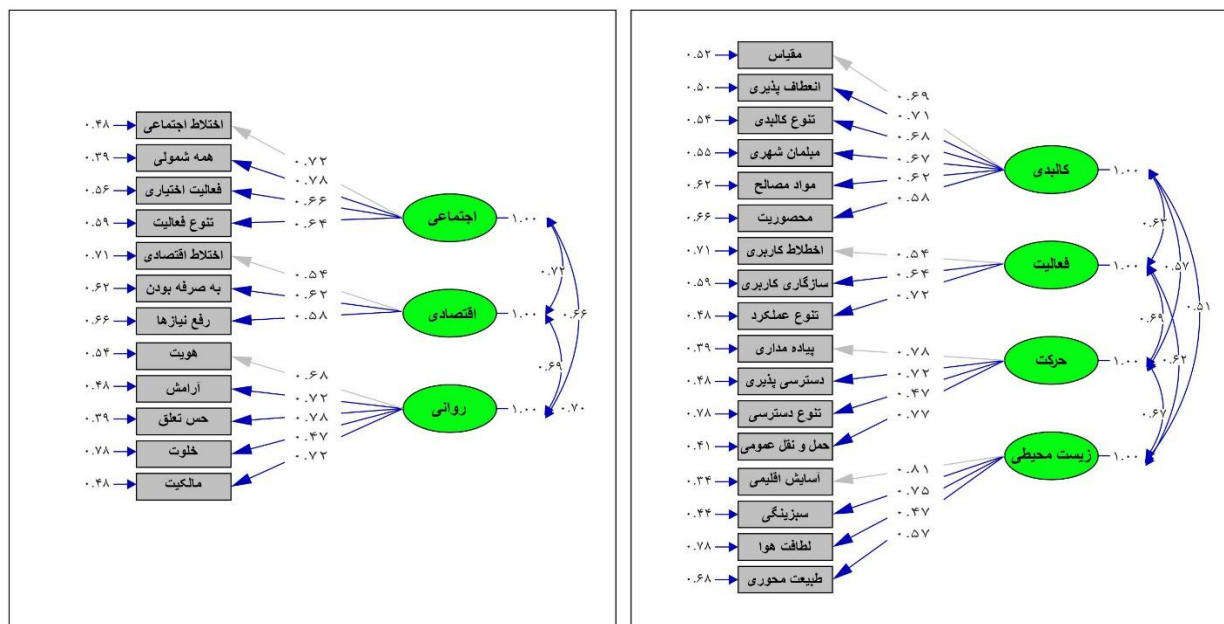 ۰.۴۸ اختلاط اجتماعی
۰.۳۹ همه شمولی
۰.۵۶ فعالیت اختیاری
۰.۵۹ تنوع فعالیت
۰.۷۱ اختلاط اقتصادی
۰.۶۲ به صرفه بودن
۰.۶۶ رفع نیازها
۰.۵۴ هویت
۰.۴۸ آرامش
۰.۳۹ حس تعلق
۰.۷۸ خلوت
۰.۴۸ مالکیت
۰.۷۲
۰.۷۸
۰.۶۶
۰.۶۴
۰.۵۴
۰.۶۲
۰.۵۸
۰.۶۸
۰.۷۲
۰.۷۸
۰.۴۷
۰.۷۲
اجتماعی ۱.۰۰
اقتصادی ۱.۰۰
روانی ۱.۰۰
۰.۷۲
۰.۶۶
۰.۶۹
۰.۷۰
۰.۵۲ مقیاس
۰.۵۰ انعطاف پذیری
۰.۵۴ تنوع کالبدی
۰.۵۵ مبلمان شهری
۰.۶۲ مواد مصالح
۰.۶۶ محصوریت
۰.۷۱ اخطلاط کاربری
۰.۵۹ سازگاری کاربری
۰.۴۸ تنوع عملکرد
۰.۳۹ پیاده مداری
۰.۴۸ دسترسی پذیری
۰.۷۸ تنوع دسترسی
۰.۴۱ حمل و نقل عمومی
۰.۳۴ آسایش اقلیمی
۰.۴۴ سبزینگی
۰.۷۸ لطافت هوا
۰.۶۸ طبیعت محوری
۰.۶۹
۰.۷۱
۰.۶۸
۰.۶۷
۰.۶۲
۰.۵۸
۰.۵۴
۰.۶۴
۰.۷۲
۰.۷۸
۰.۷۲
۰.۴۷
۰.۷۷
۰.۸۱
۰.۷۵
۰.۴۷
۰.۵۷
کالبدی ۱.۰۰
فعالیت ۱.۰۰
حرکت ۱.۰۰
زیست محیطی ۱.۰۰
۰.۶۳
۰.۵۷
۰.۵۱
۰.۶۹
۰.۶۲
۰.۶۷